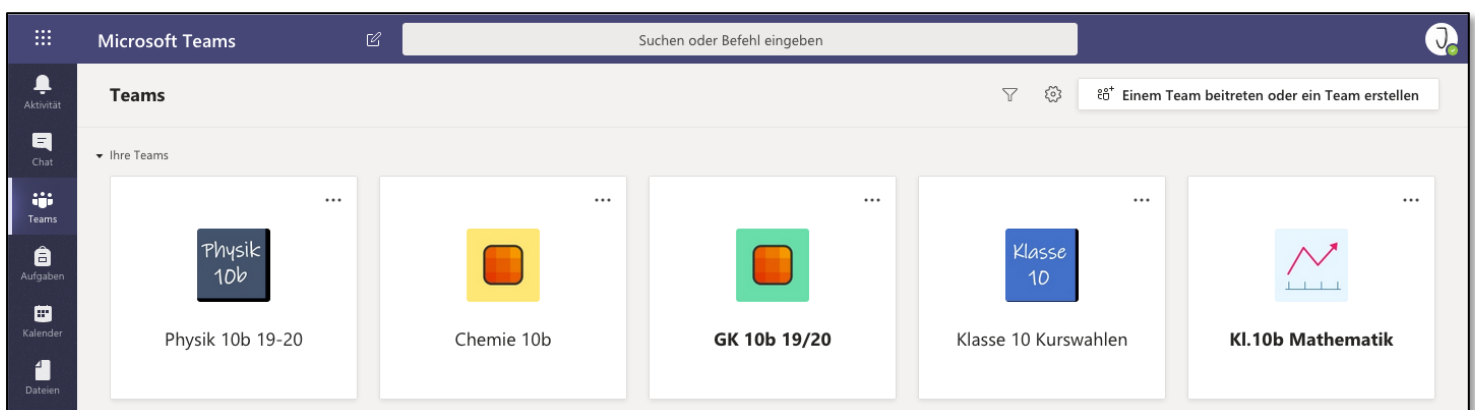 Microsoft Teams
Suchen oder Befehl eingeben
J
Aktivität
Chat
Teams
Aufgaben
Kalender
Dateien
Teams
Einem Team beitreten oder ein Team erstellen
Ihre Teams
Physik
10b
Physik 10b 19-20
Chemie 10b
GK 10b 19/20
Klasse
10
Klasse 10 Kurswahlen
Kl.10b Mathematik